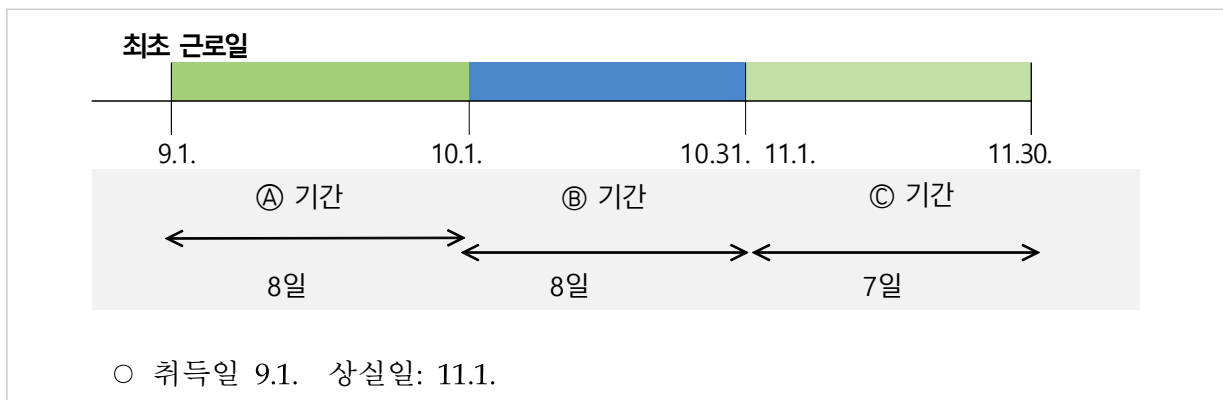 최초 근로일
9.1. 10.1. 10.31. 11.1. 11.30.
Ⓐ 기간 Ⓑ 기간 Ⓒ 기간
8일 8일 7일
○ 취득일 9.1. 상실일: 11.1.